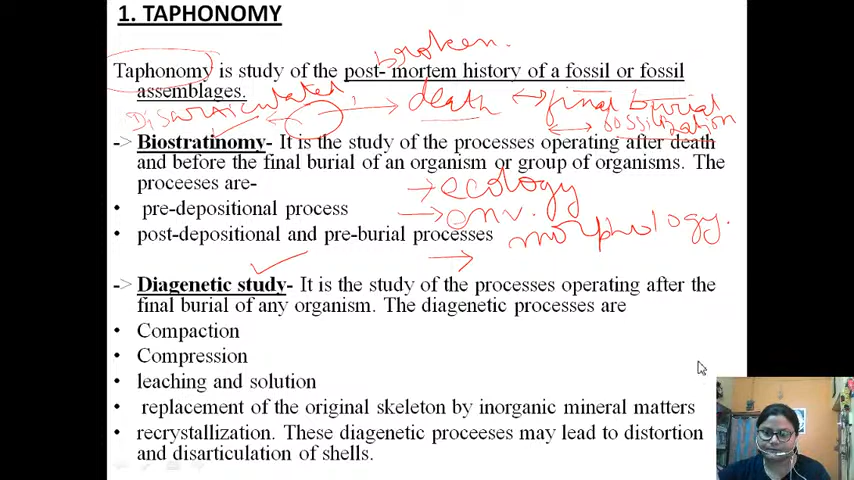 1. TAPHONOMY
broken.
Taphonomy is study of the post- mortem history of a fossil or fossil
assemblages.
Disarticulated
death
final burial
fossilization
-> Biostratinomy- It is the study of the processes operating after death
and before the final burial of an organism or group of organisms. The
proceeses are-
→ ecology
• pre-depositional process
→ env.
• post-depositional and pre-burial processes
morphology.
-> Diagenetic study- It is the study of the processes operating after the
final burial of any organism. The diagenetic processes are
• Compaction
• Compression
• leaching and solution
• replacement of the original skeleton by inorganic mineral matters
• recrystallization. These diagenetic proceeses may lead to distortion
and disarticulation of shells.